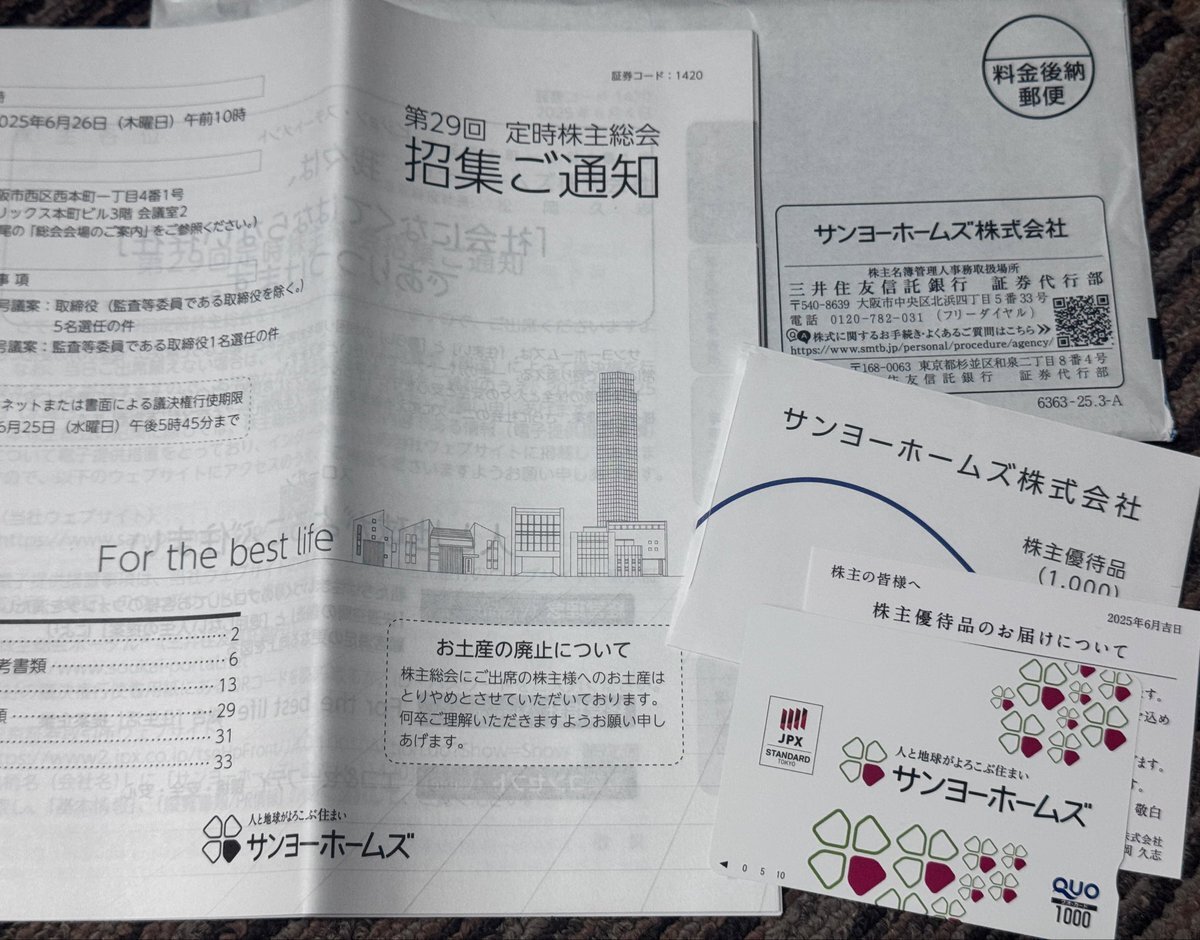 証券コード：1420
第29回 定時株主総会
招集ご通知
025年6月26日（木曜日）午前10時
阪市西区西本町一丁目4番1号
リックス本町ビル3階 会議室2
尾の「総会会場のご案内」をご参照ください。）
事 項
号議案：取締役（監査等委員である取締役を除く。）
5名選任の件
号議案：監査等委員である取締役1名選任の件
ネットまたは書面による議決権行使期限
6月25日（水曜日）午後5時45分まで
For the best life
2
考書類 6
13
29
31
33
お土産の廃止について
株主総会にご出席の株主様へのお土産は
とりやめとさせていただいております。
何卒ご理解いただきますようお願い申し
あげます。
人と地球がよろこぶ住まい
サンヨーホームズ
料金後納
郵便
サンヨーホームズ株式会社
株主名簿管理人事務取扱場所
三井住友信託銀行 証券代行部
〒540-8639 大阪市中央区北浜四丁目5番33号
電話 0120-782-031 （フリーダイヤル）
Q A 株式に関するお手続き・よくあるご質問はこちら
https://www.smtb.jp/personal/procedure/agency/
〒168-0063 東京都杉並区和泉二丁目8番4号
住友信託銀行 証券代行部
6363-25.3-A
サンヨーホームズ株式会社
株主優待品
(1,000)
2025年6月吉日
株主の皆様へ
株主優待品のお届けについて
ます。
込め
ます。
す。
敬白
株式会社
岡 久志
JPX
STANDARD
TOKYO
人と地球がよろこぶ住まい
サンヨーホームズ
0 5 10
QUO
クオ・カード
1000